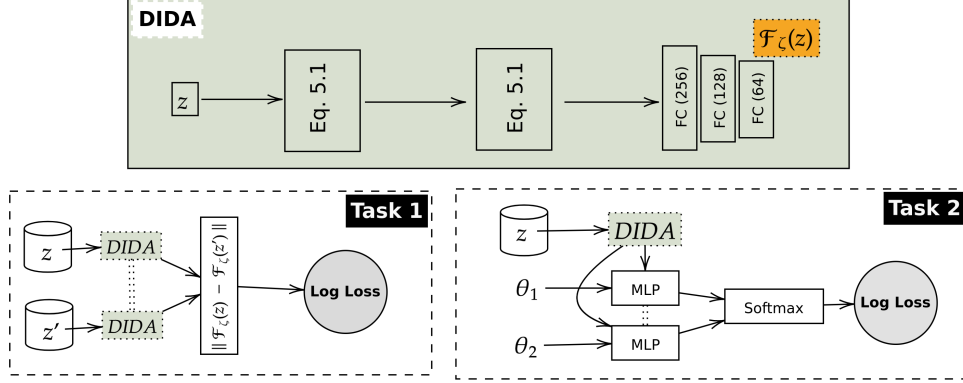 DIDA
ℱζ(z)
z
Eq. 5.1
Eq. 5.1
FC (256)
FC (128)
FC (64)
Task 1
z
DIDA
z′
DIDA
‖ ℱζ(z) − ℱζ(z′) ‖
Log Loss
Task 2
z
DIDA
θ1
MLP
θ2
MLP
Softmax
Log Loss